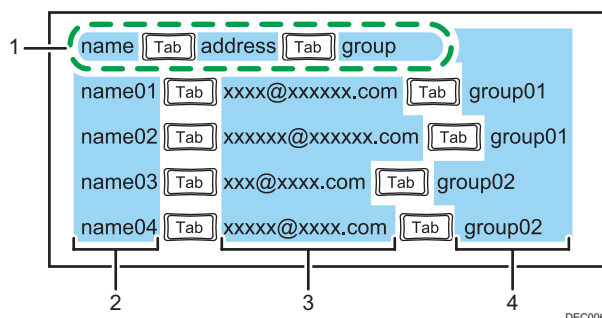 1
name Tab address Tab group
name01 Tab xxxx@xxxxxx.com Tab group01
name02 Tab xxxxxx@xxxxxx.com Tab group01
name03 Tab xxx@xxxx.com Tab group02
name04 Tab xxxxx@xxxx.com Tab group02
2 3 4